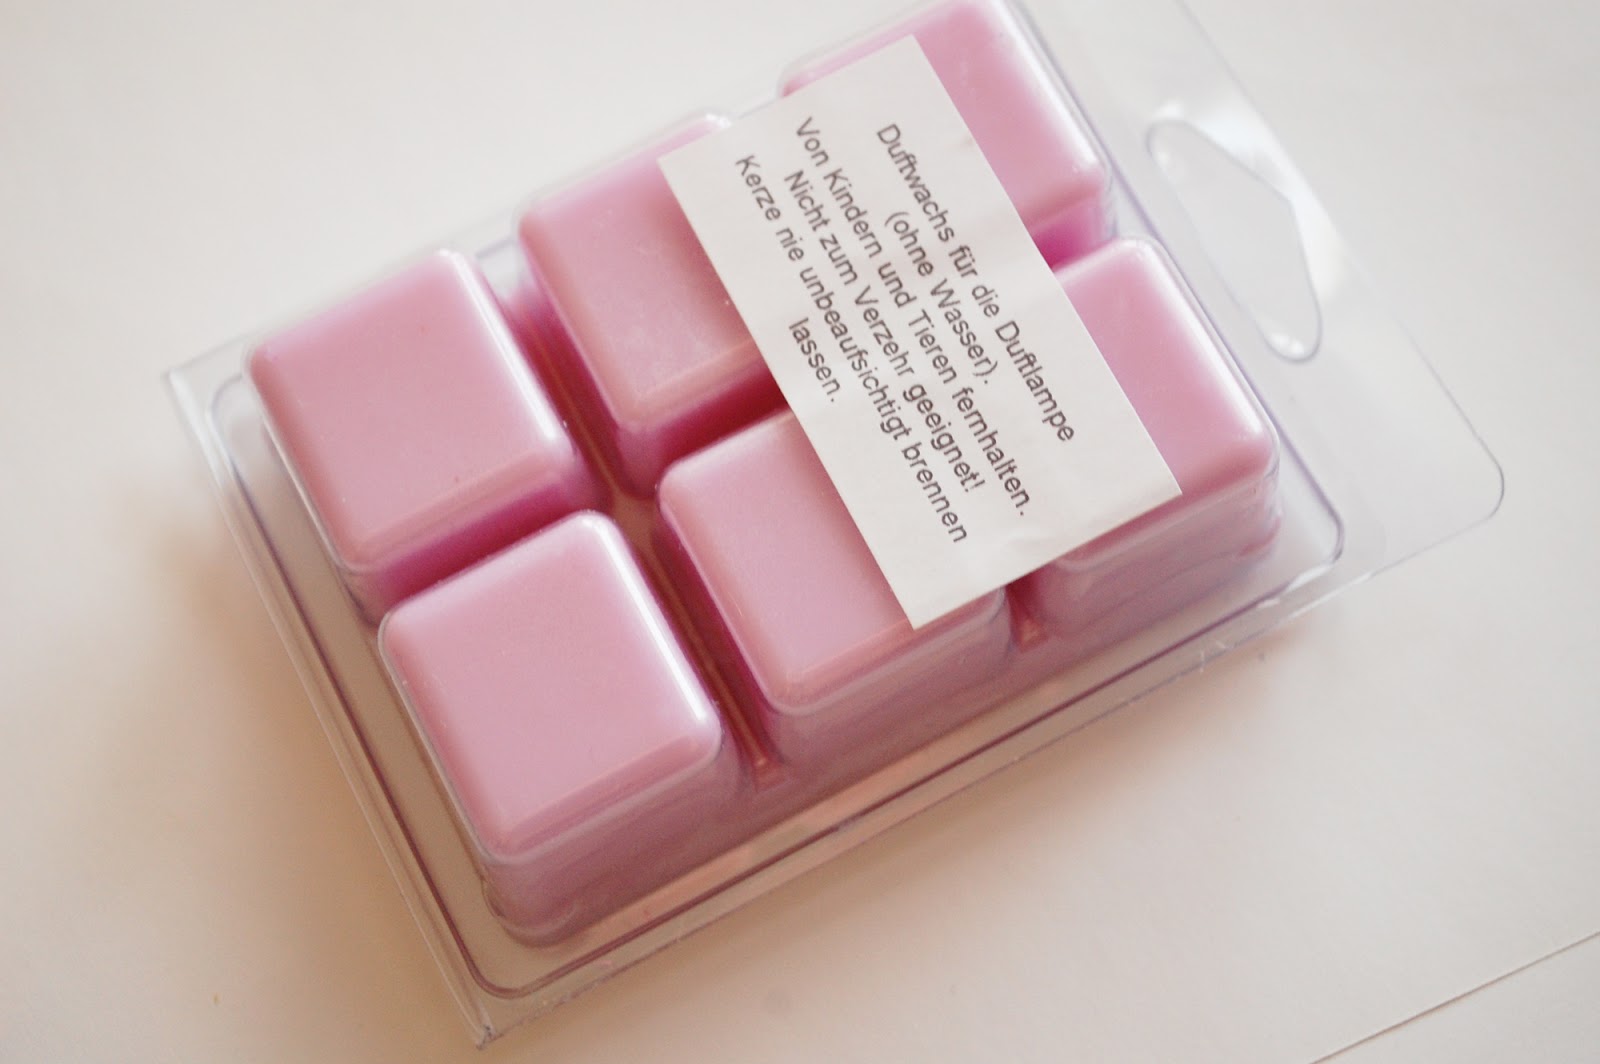 Duftwachs für die Duftlampe
(ohne Wasser).
Von Kindern und Tieren fernhalten.
Nicht zum Verzehr geeignet!
Kerze nie unbeaufsichtigt brennen
lassen.